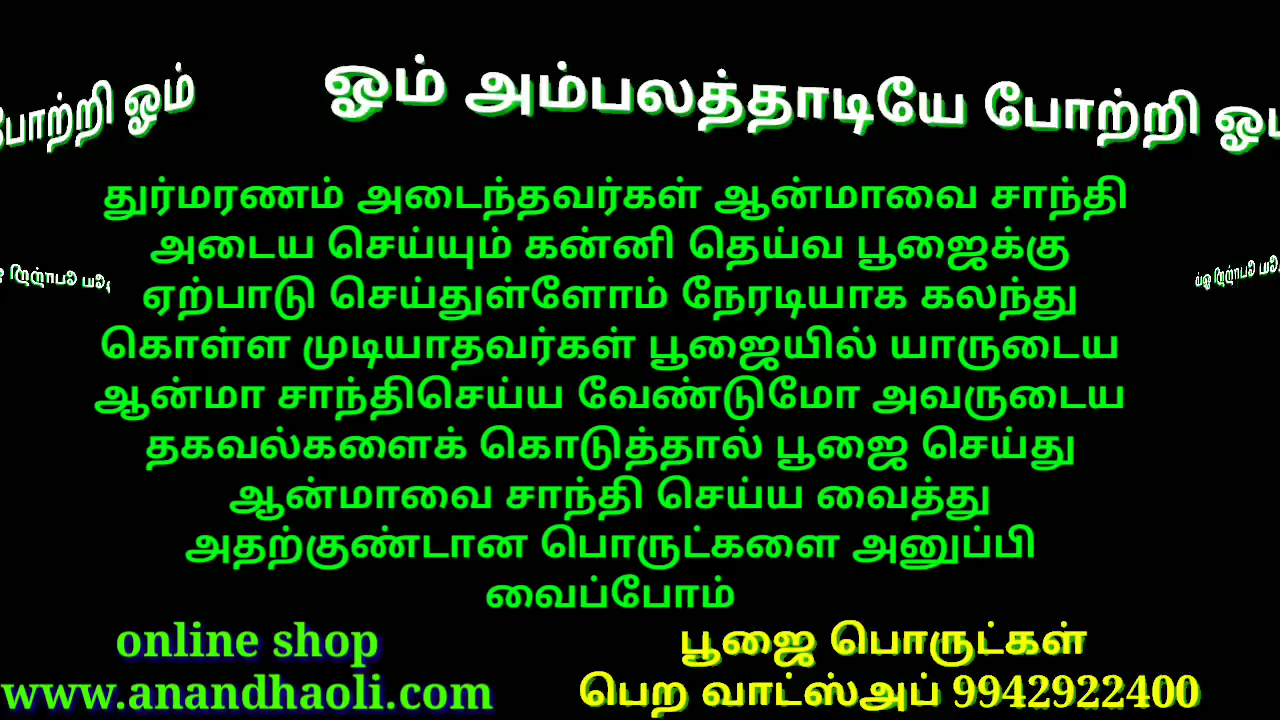 போற்றி ஓம்
ஓம் அம்பலத்தாடியே போற்றி ஓம்
துர்மரணம் அடைந்தவர்கள் ஆன்மாவை சாந்தி
அடைய செய்யும் கன்னி தெய்வ பூஜைக்கு
ஏற்பாடு செய்துள்ளோம் நேரடியாக கலந்து
கொள்ள முடியாதவர்கள் பூஜையில் யாருடைய
ஆன்மா சாந்திசெய்ய வேண்டுமோ அவருடைய
தகவல்களைக் கொடுத்தால் பூஜை செய்து
ஆன்மாவை சாந்தி செய்ய வைத்து
அதற்குண்டான பொருட்களை அனுப்பி
வைப்போம்
online shop
www.anandhaoli.com
பூஜை பொருட்கள்
பெற வாட்ஸ்அப் 9942922400